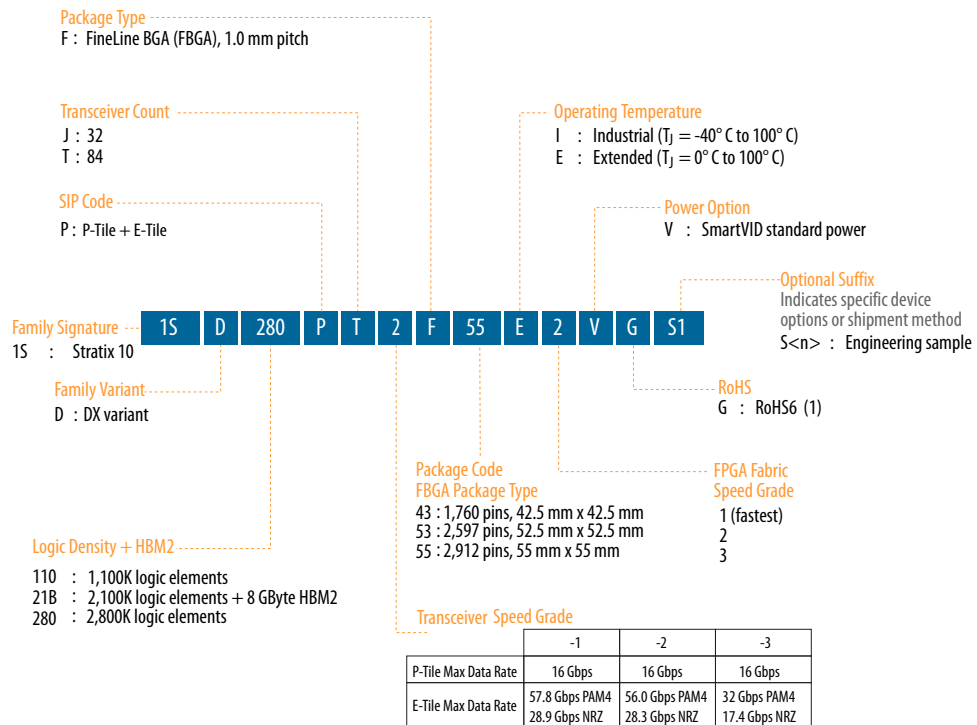 Package Type
F : FineLine BGA (FBGA), 1.0 mm pitch
Transceiver Count
J : 32
T : 84
Operating Temperature
I : Industrial (TJ = -40° C to 100° C)
E : Extended (TJ = 0° C to 100° C)
SIP Code
P : P-Tile + E-Tile
Power Option
V : SmartVID standard power
Optional Suffix
Indicates specific device
options or shipment method
S<n> : Engineering sample
Family Signature
1S : Stratix 10
1S D 280 P T 2 F 55 E 2 V G S1
Family Variant
D : DX variant
RoHS
G : RoHS6 (1)
Package Code
FBGA Package Type
43 : 1,760 pins, 42.5 mm x 42.5 mm
53 : 2,597 pins, 52.5 mm x 52.5 mm
55 : 2,912 pins, 55 mm x 55 mm
FPGA Fabric
Speed Grade
1 (fastest)
2
3
Logic Density + HBM2
110 : 1,100K logic elements
21B : 2,100K logic elements + 8 GByte HBM2
280 : 2,800K logic elements
Transceiver Speed Grade
-1 -2 -3
P-Tile Max Data Rate 16 Gbps 16 Gbps 16 Gbps
E-Tile Max Data Rate
57.8 Gbps PAM4 56.0 Gbps PAM4 32 Gbps PAM4
28.9 Gbps NRZ 28.3 Gbps NRZ 17.4 Gbps NRZ